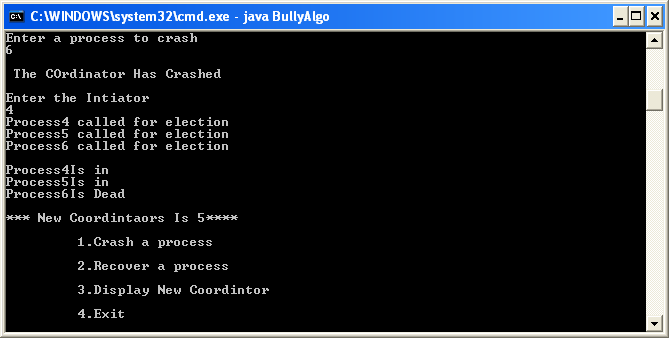 C:\WINDOWS\system32\cmd.exe - java BullyAlgo
Enter a process to crash
6
The COrdinator Has Crashed
Enter the Intiator
4
Process4 called for election
Process5 called for election
Process6 called for election
Process4Is in
Process5Is in
Process6Is Dead
*** New Coordintaors Is 5****
1.Crash a process
2.Recover a process
3.Display New Coordintor
4.Exit